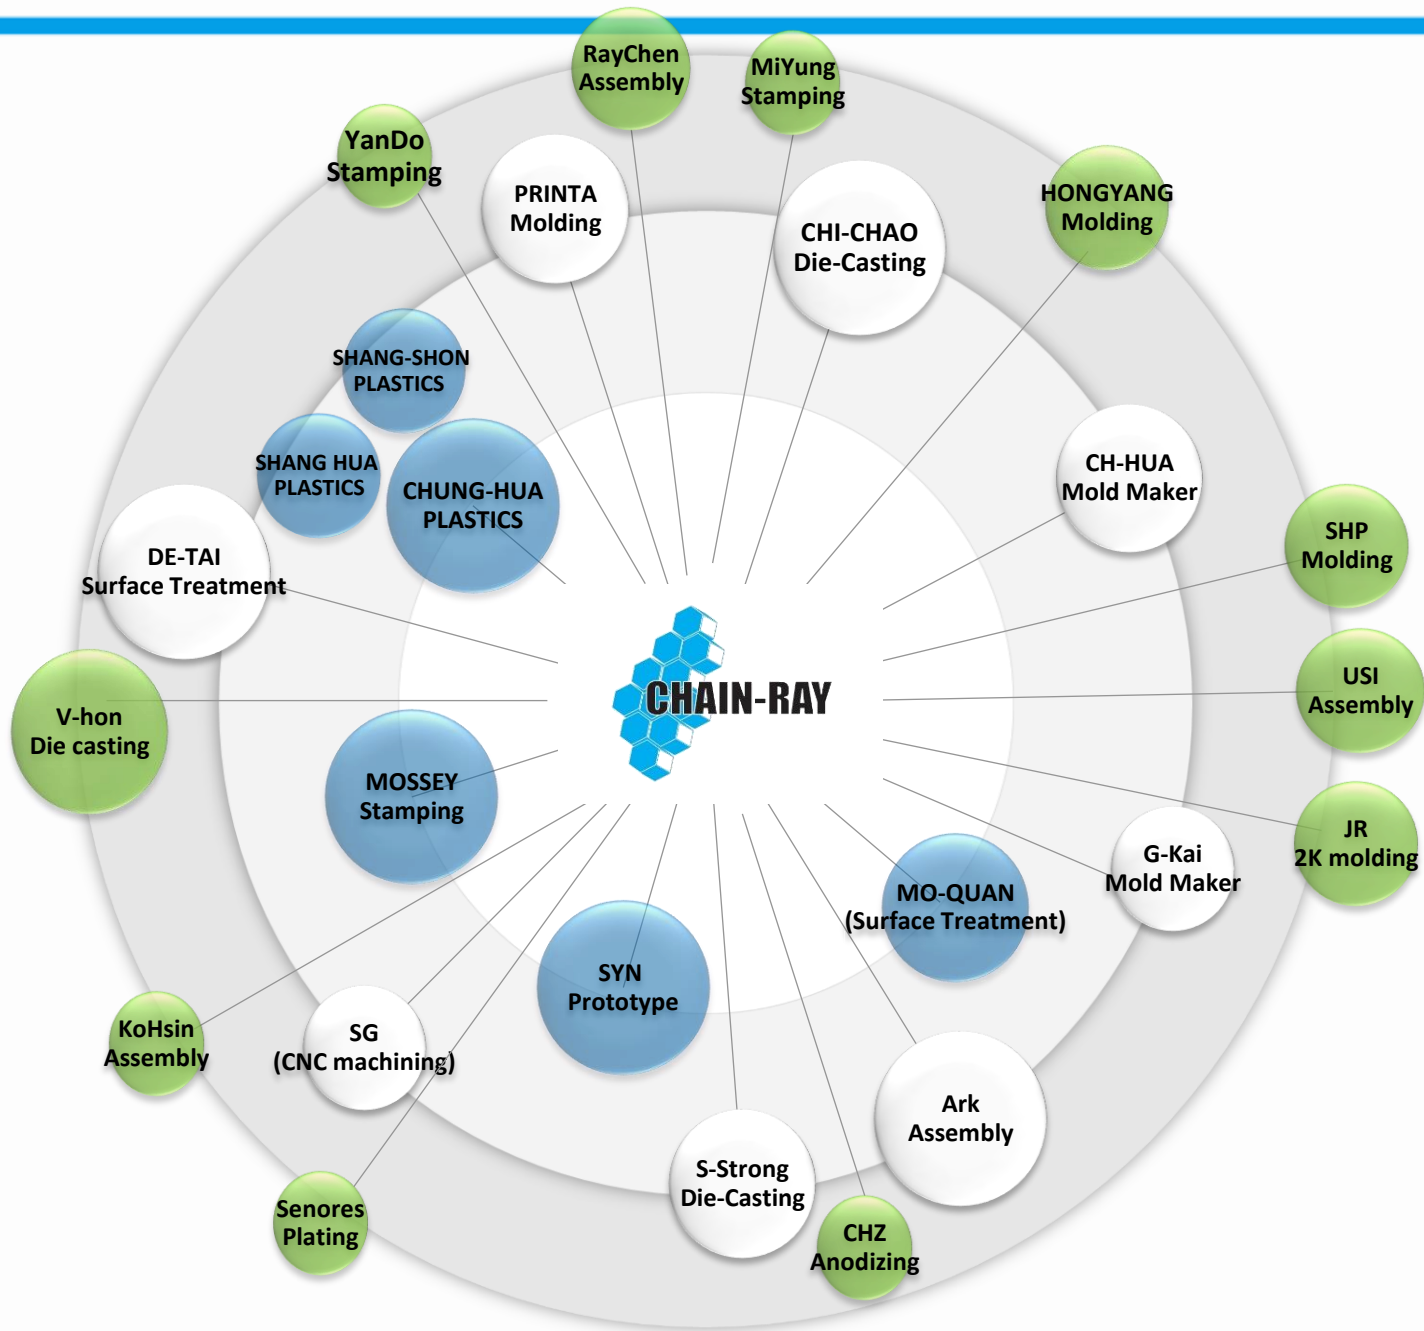 RayChen
Assembly
MiYung
Stamping
YanDo
Stamping
PRINTA
Molding
HONGYANG
Molding
CHI-CHAO
Die-Casting
SHANG-SHON
PLASTICS
SHANG HUA
PLASTICS
CHUNG-HUA
PLASTICS
CH-HUA
Mold Maker
SHP
Molding
DE-TAI
Surface Treatment
USI
Assembly
CHAIN-RAY
V-hon
Die casting
MOSSEY
Stamping
JR
2K molding
G-Kai
Mold Maker
MO-QUAN
(Surface Treatment)
SYN
Prototype
KoHsin
Assembly
SG
(CNC machining)
Ark
Assembly
S-Strong
Die-Casting
Senores
Plating
CHZ
Anodizing